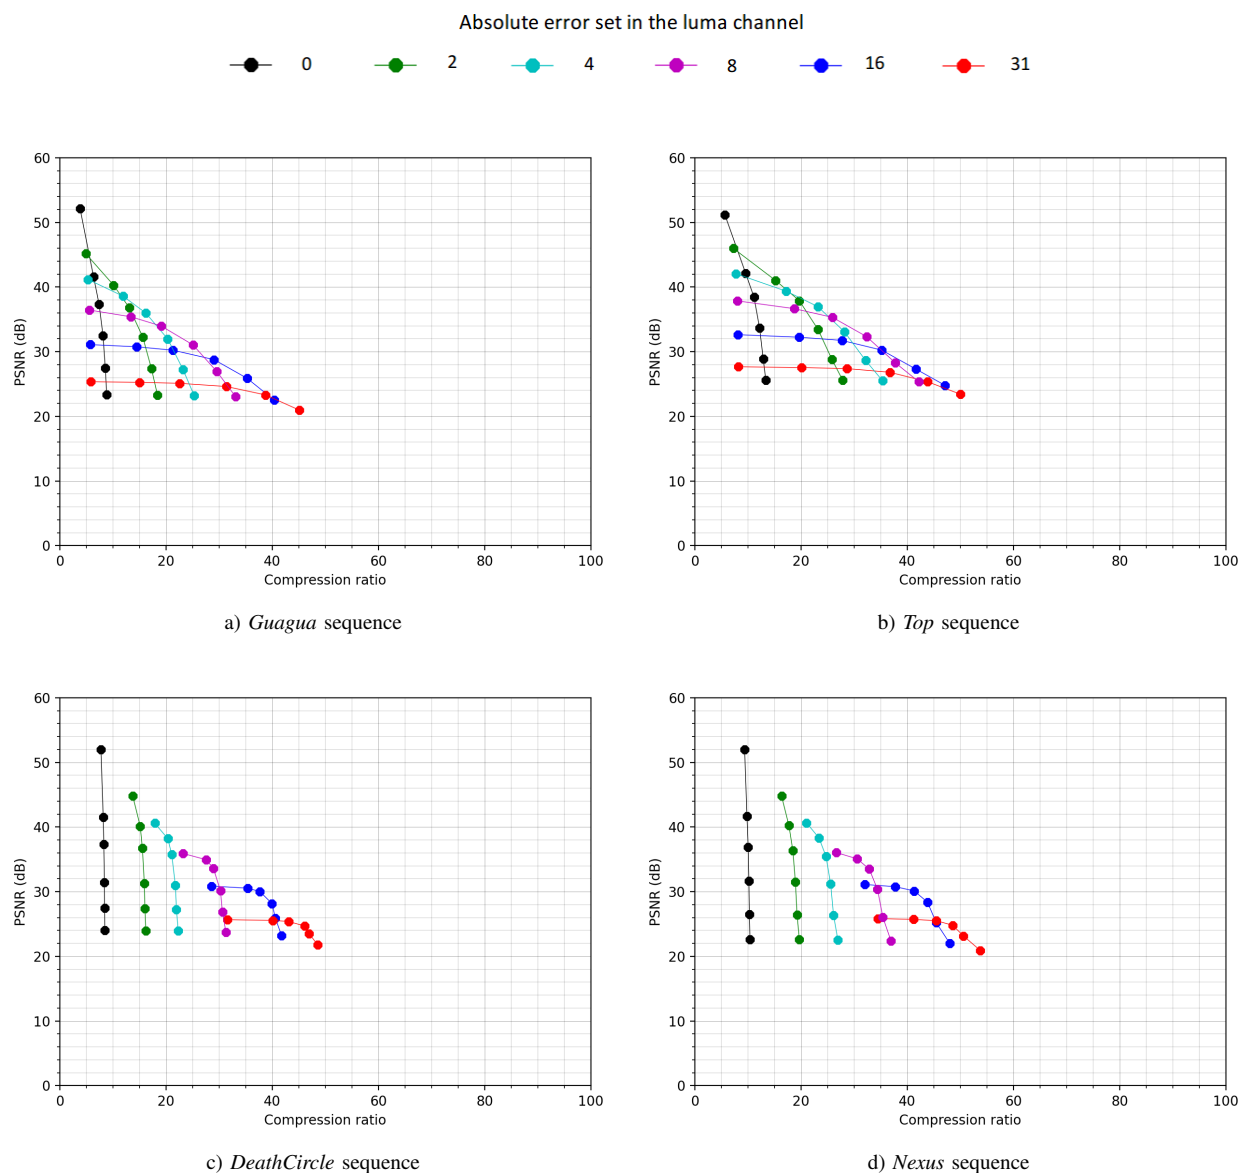 Absolute error set in the luma channel
0 2 4 8 16 31
60
50
40
30
20
10
0
PSNR (dB)
0 20 40 60 80 100
Compression ratio
a) Guagua sequence
60
50
40
30
20
10
0
PSNR (dB)
0 20 40 60 80 100
Compression ratio
b) Top sequence
60
50
40
30
20
10
0
PSNR (dB)
0 20 40 60 80 100
Compression ratio
c) DeathCircle sequence
60
50
40
30
20
10
0
PSNR (dB)
0 20 40 60 80 100
Compression ratio
d) Nexus sequence